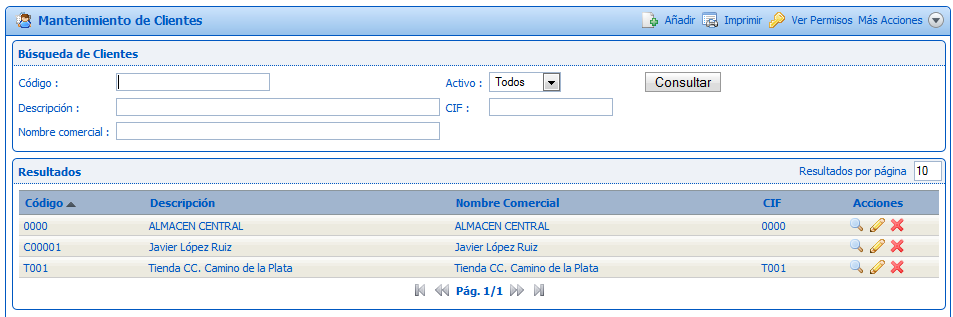 Mantenimiento de Clientes Añadir Imprimir Ver Permisos Más Acciones
Búsqueda de Clientes
Código : Activo : Todos Consultar
Descripción : CIF :
Nombre comercial :
Resultados Resultados por página 10
Código Descripción Nombre Comercial CIF Acciones
0000 ALMACEN CENTRAL ALMACEN CENTRAL 0000
C00001 Javier López Ruiz Javier López Ruiz
T001 Tienda CC. Camino de la Plata Tienda CC. Camino de la Plata T001
Pág. 1/1